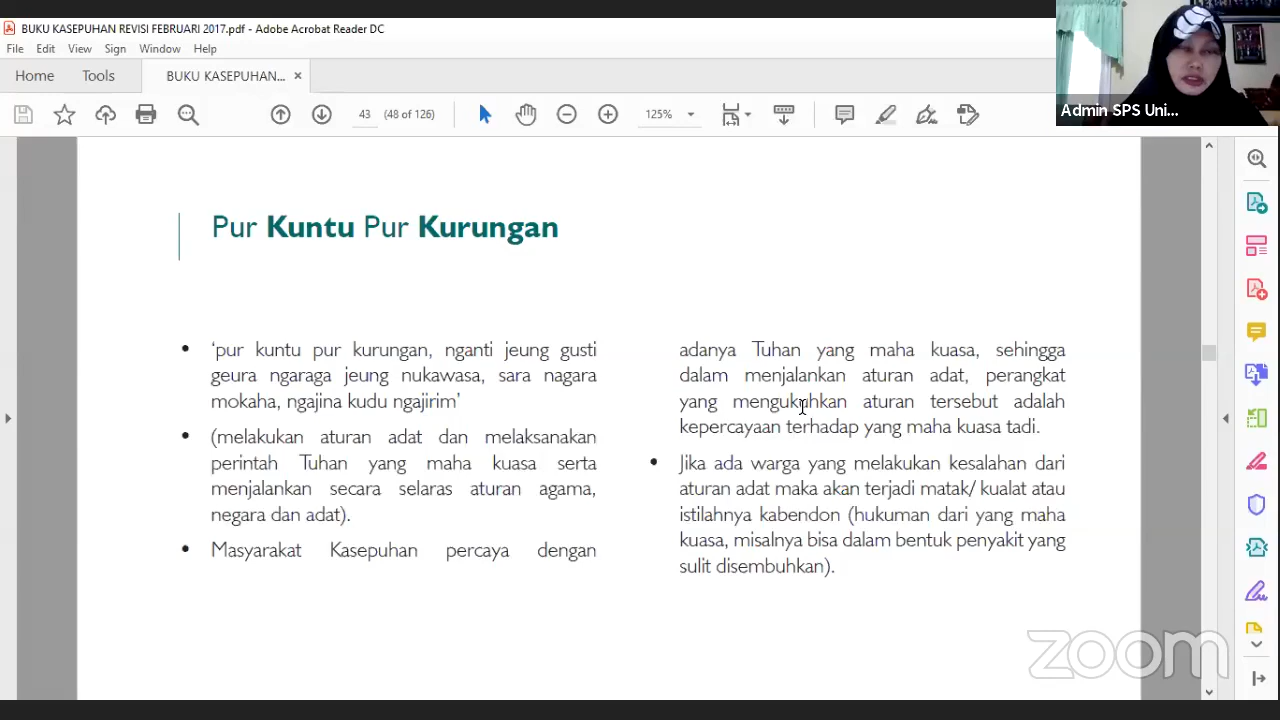 BUKU KASEPUHAN REVISI FEBRUARI 2017.pdf - Adobe Acrobat Reader DC
File Edit View Sign Window Help
Home Tools BUKU KASEPUHAN... ×
43 (48 of 126) 125%
Admin SPS Uni...
Pur Kuntu Pur Kurungan
• ‘pur kuntu pur kurungan, nganti jeung gusti
geura ngaraga jeung nukawasa, sara nagara
mokaha, ngajina kudu ngajirim’
• (melakukan aturan adat dan melaksanakan
perintah Tuhan yang maha kuasa serta
menjalankan secara selaras aturan agama,
negara dan adat).
• Masyarakat Kasepuhan percaya dengan
adanya Tuhan yang maha kuasa, sehingga
dalam menjalankan aturan adat, perangkat
yang mengukuhkan aturan tersebut adalah
kepercayaan terhadap yang maha kuasa tadi.
• Jika ada warga yang melakukan kesalahan dari
aturan adat maka akan terjadi matak/ kualat atau
istilahnya kabendon (hukuman dari yang maha
kuasa, misalnya bisa dalam bentuk penyakit yang
sulit disembuhkan).
zoom